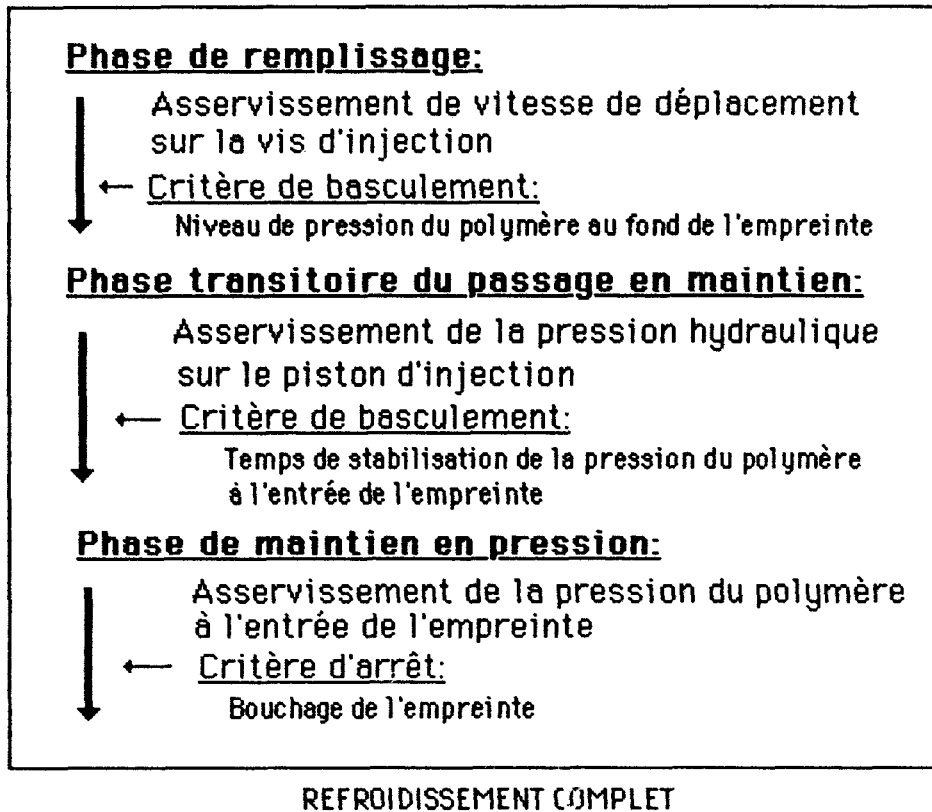 Phase de remplissage:
Asservissement de vitesse de déplacement
sur la vis d'injection
Critère de basculement:
Niveau de pression du polymère au fond de l'empreinte
Phase transitoire du passage en maintien:
Asservissement de la pression hydraulique
sur le piston d'injection
Critère de basculement:
Temps de stabilisation de la pression du polymère
à l'entrée de l'empreinte
Phase de maintien en pression:
Asservissement de la pression du polymère
à l'entrée de l'empreinte
Critère d'arrêt:
Bouchage de l'empreinte
REFROIDISSEMENT COMPLET